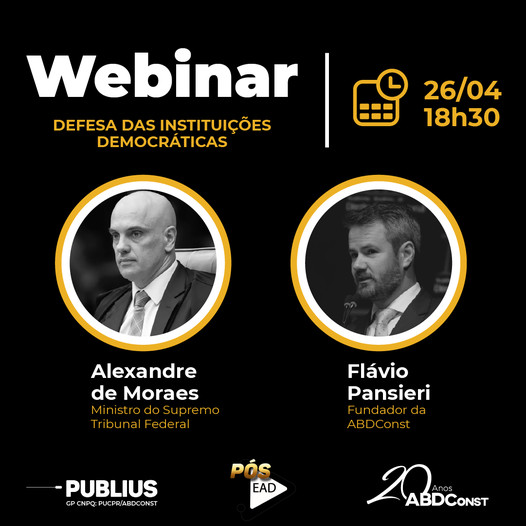 Webinar
DEFESA DAS INSTITUIÇÕES
DEMOCRÁTICAS
26/04
18h30
Alexandre
de Moraes
Ministro do Supremo
Tribunal Federal
Flávio
Pansieri
Fundador da
ABDConst
PUBLIUS
GP CNPQ: PUCPR/ABDCONST
PÓS
EAD
20 Anos
ABDConst